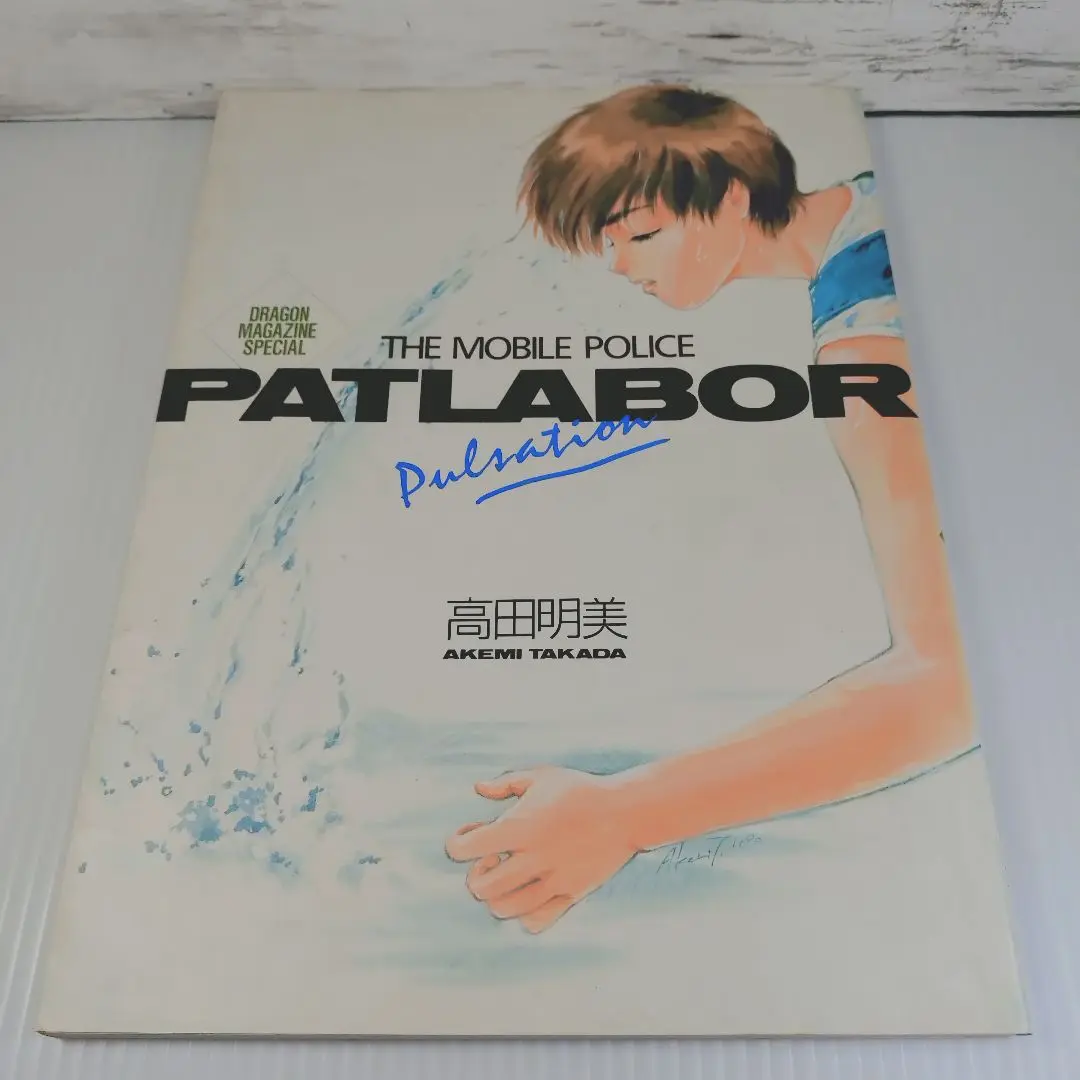 DRAGON
MAGAZINE
SPECIAL
THE MOBILE POLICE
PATLABOR
Pulsation
高田明美
AKEMI TAKADA